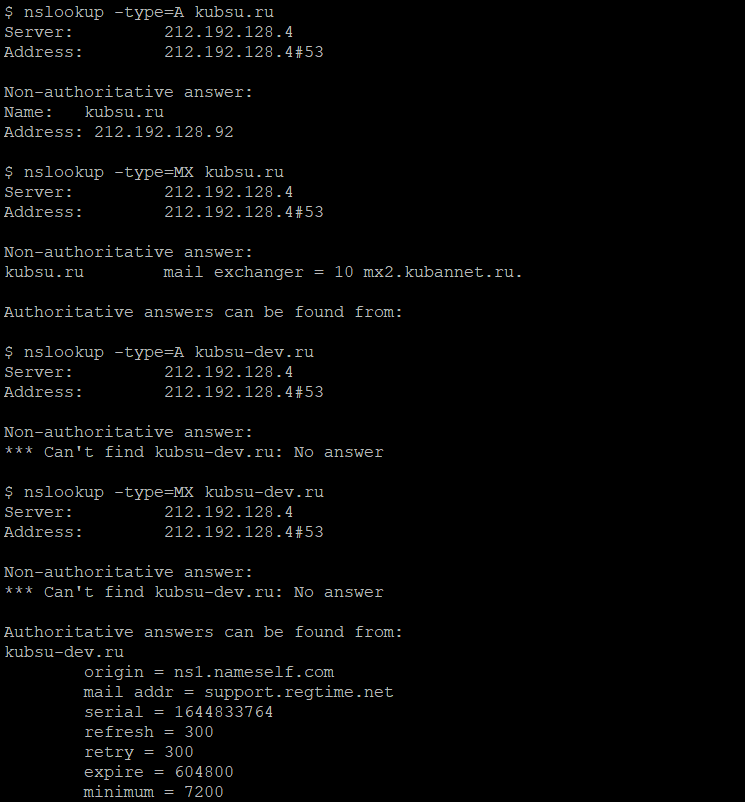 $ nslookup -type=A kubsu.ru
Server:         212.192.128.4
Address:        212.192.128.4#53

Non-authoritative answer:
Name:   kubsu.ru
Address: 212.192.128.92

$ nslookup -type=MX kubsu.ru
Server:         212.192.128.4
Address:        212.192.128.4#53

Non-authoritative answer:
kubsu.ru        mail exchanger = 10 mx2.kubannet.ru.

Authoritative answers can be found from:

$ nslookup -type=A kubsu-dev.ru
Server:         212.192.128.4
Address:        212.192.128.4#53

Non-authoritative answer:
*** Can't find kubsu-dev.ru: No answer

$ nslookup -type=MX kubsu-dev.ru
Server:         212.192.128.4
Address:        212.192.128.4#53

Non-authoritative answer:
*** Can't find kubsu-dev.ru: No answer

Authoritative answers can be found from:
kubsu-dev.ru
        origin = ns1.nameself.com
        mail addr = support.regtime.net
        serial = 1644833764
        refresh = 300
        retry = 300
        expire = 604800
        minimum = 7200